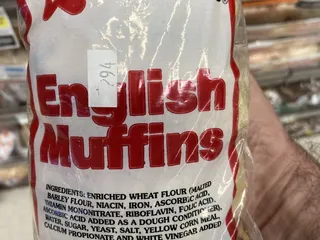 294
English
Muffins
INGREDIENTS: ENRICHED WHEAT FLOUR (MALTED
BARLEY FLOUR, NIACIN, IRON, ASCORBIC ACID,
THIAMIN MONONITRATE, RIBOFLAVIN, FOLIC ACID,
ASCORBIC ACID ADDED AS A DOUGH CONDITIONER),
WATER, SUGAR, YEAST, SALT, YELLOW CORN MEAL,
CALCIUM PROPIONATE AND WHITE VINEGAR ADDED